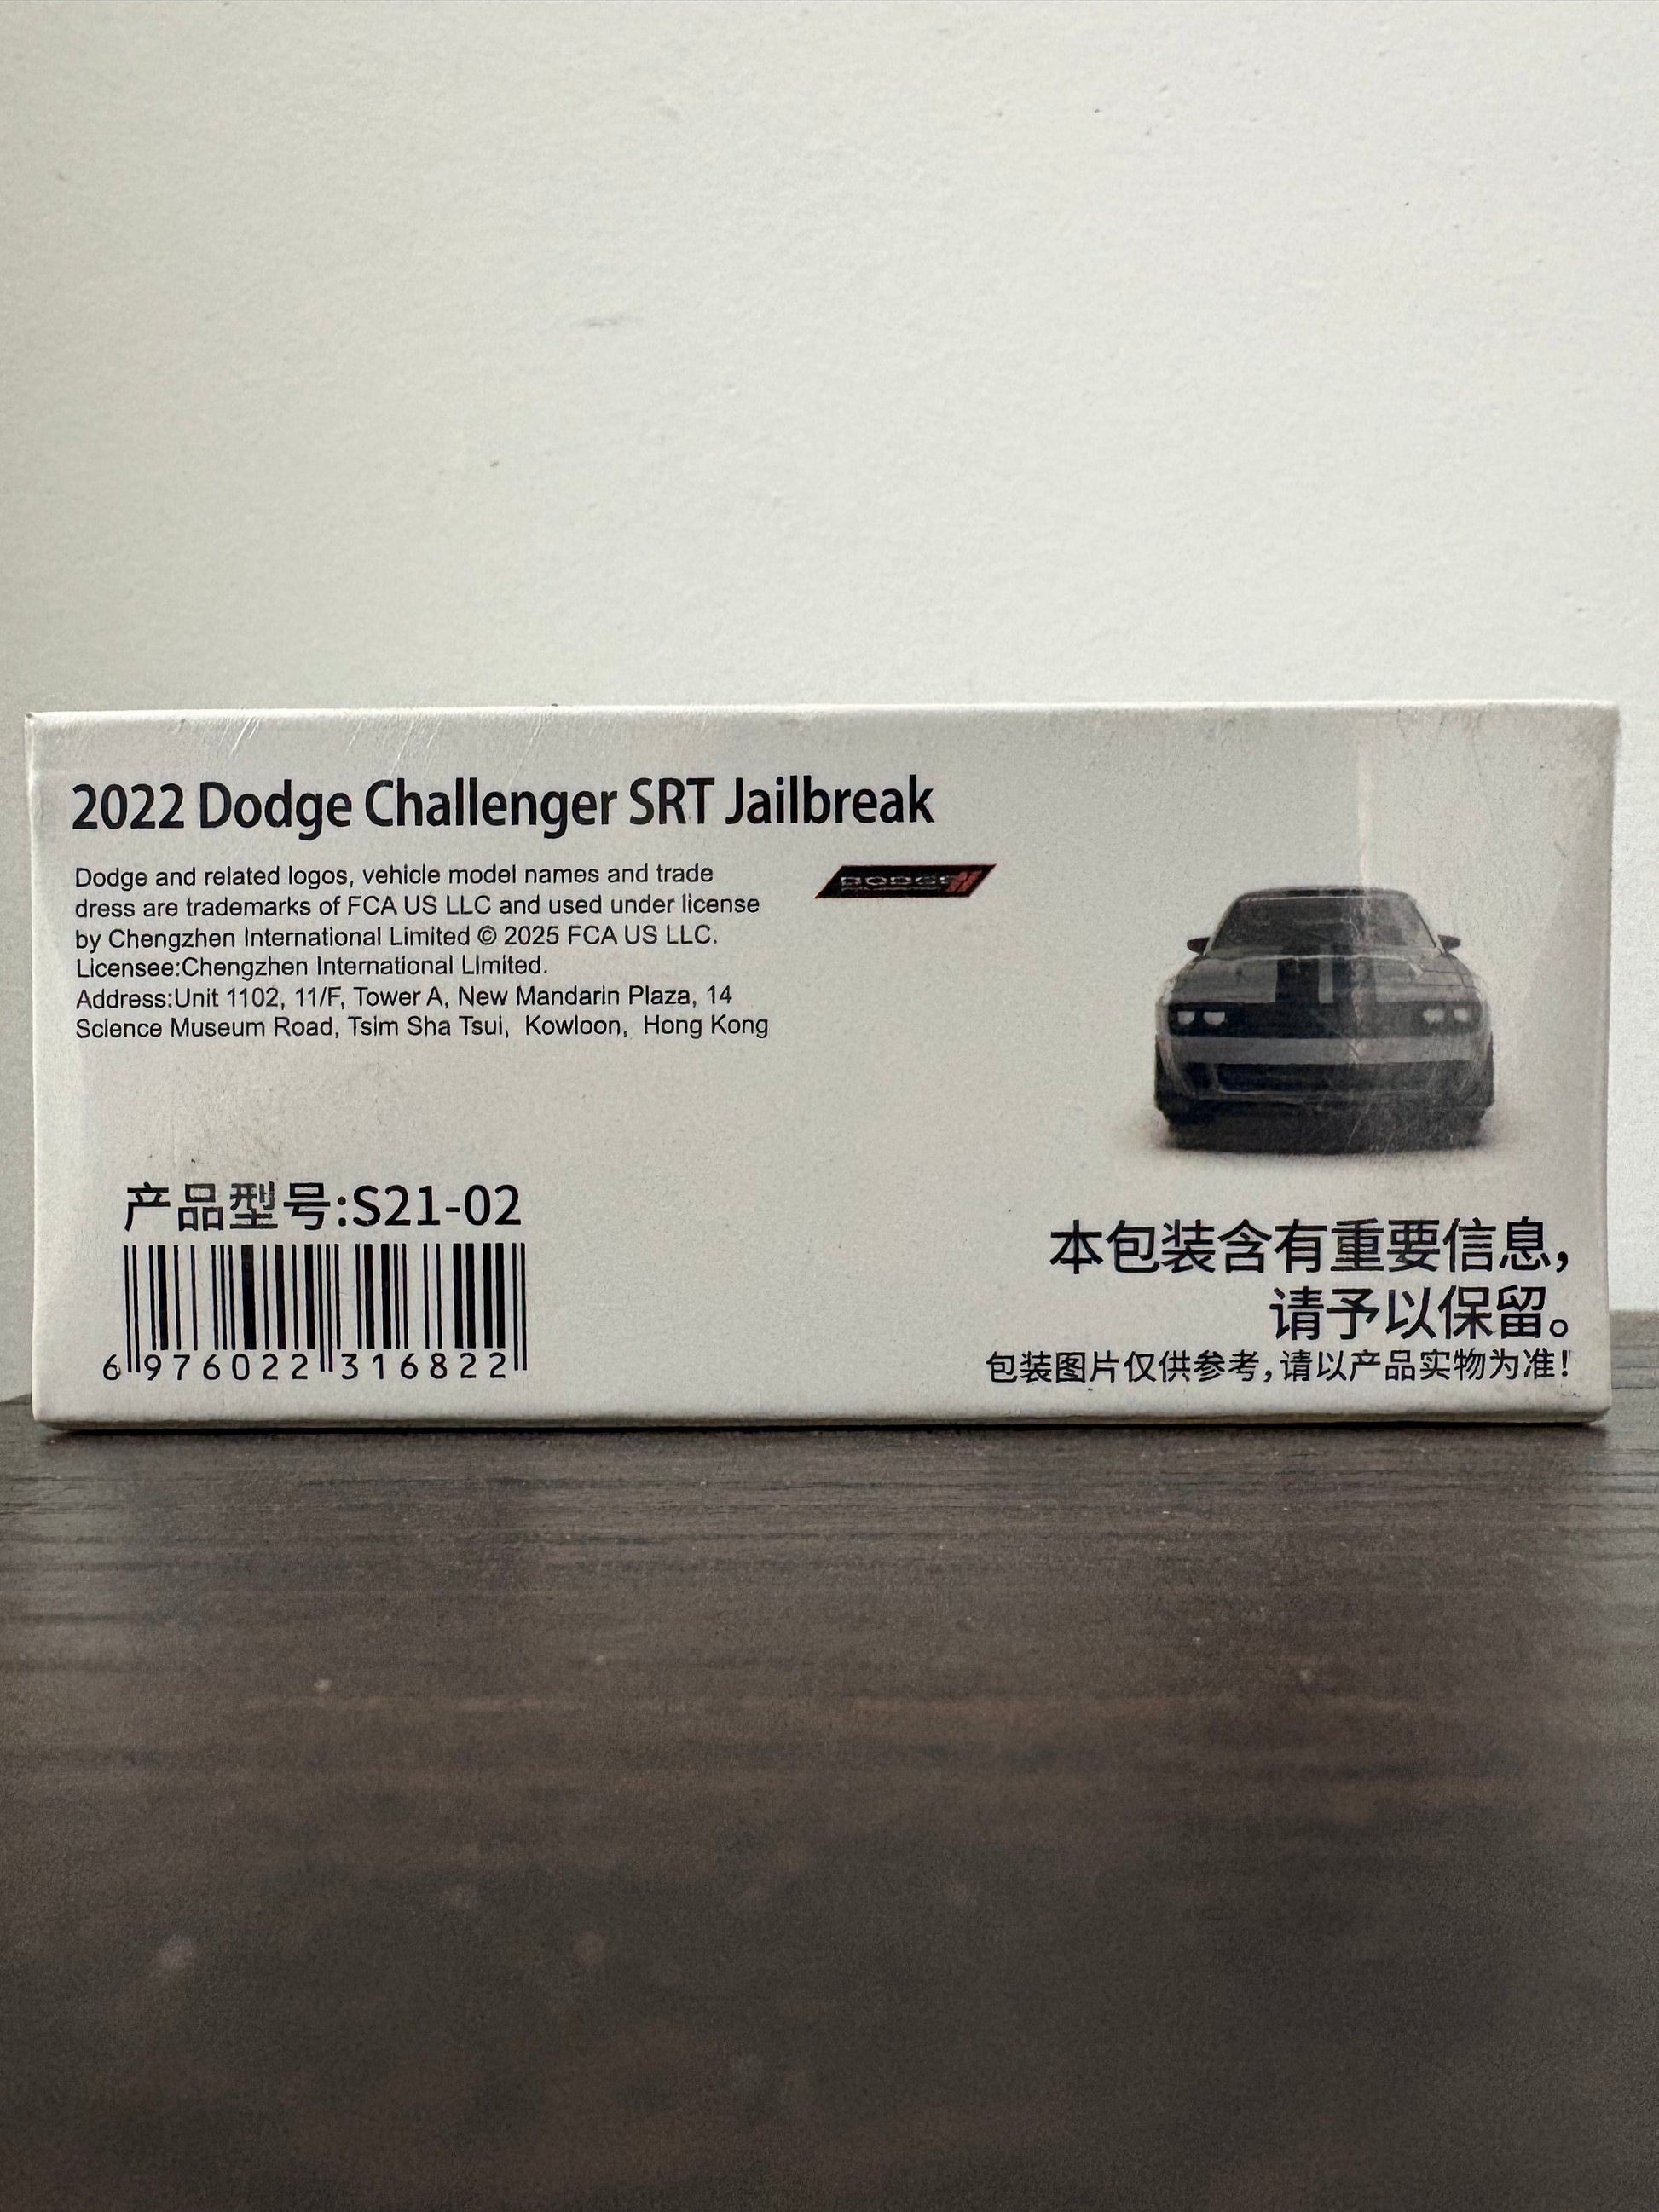 2022 Dodge Challenger SRT Jailbreak
Dodge and related logos, vehicle model names and trade
dress are trademarks of FCA US LLC and used under license
by Chengzhen International Limited © 2025 FCA US LLC.
Licensee:Chengzhen International LImited.
Address:Unit 1102, 11/F, Tower A, New Mandarin Plaza, 14
Science Museum Road, Tsim Sha Tsui, Kowloon, Hong Kong
DODGE
产品型号:S21-02
6 976022 316822
本包装含有重要信息,
请予以保留。
包装图片仅供参考,请以产品实物为准!